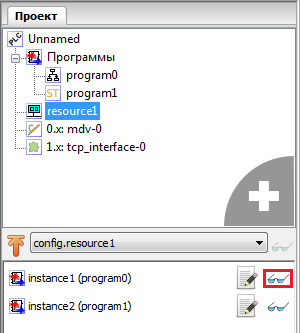 Проект
PLC Unnamed
Программы
program0
ST program1
resource1
0.x: mdv-0
1.x: tcp_interface-0
config.resource1
instance1 (program0)
instance2 (program1)